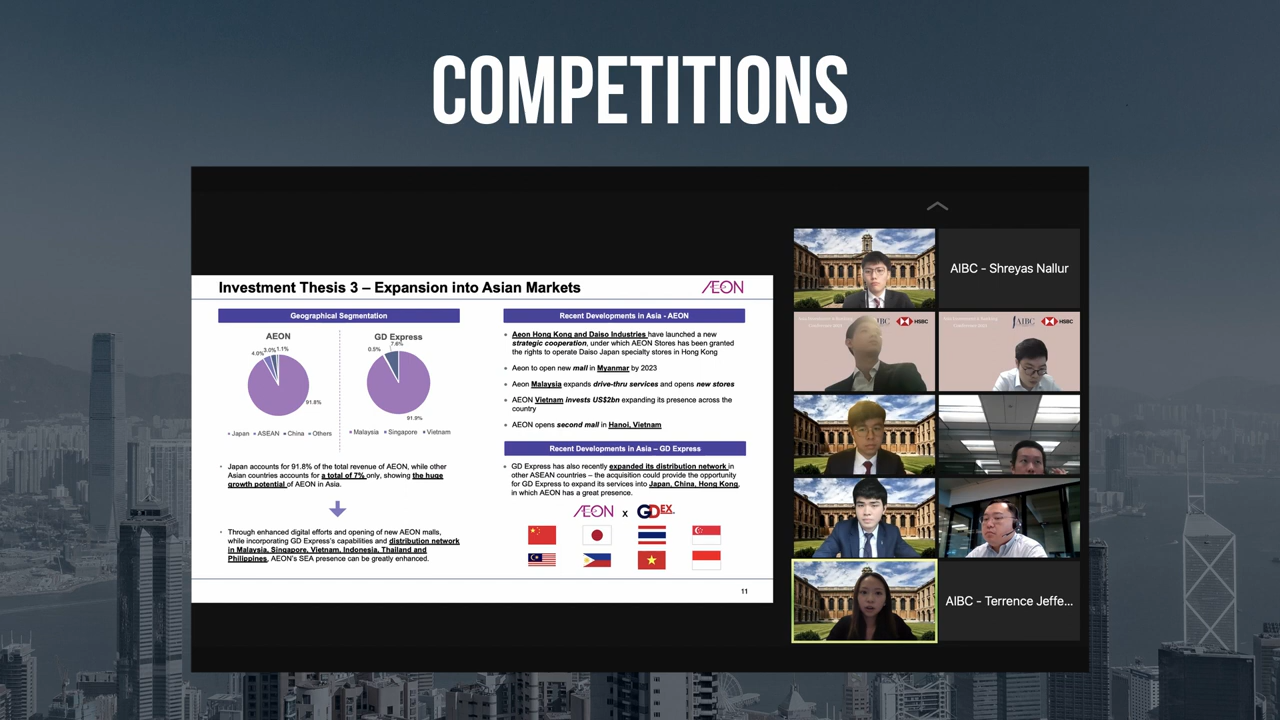 COMPETITIONS
Investment Thesis 3 – Expansion into Asian Markets
ÆON
Geographical Segmentation
AEON
4.0%
3.0%
1.1%
91.8%
Japan ASEAN China Others
GD Express
0.5%
7.6%
91.9%
Malaysia Singapore Vietnam
Japan accounts for 91.8% of the total revenue of AEON, while other
Asian countries accounts for a total of 7% only, showing the huge
growth potential of AEON in Asia.
Through enhanced digital efforts and opening of new AEON malls,
while incorporating GD Express's capabilities and distribution network
in Malaysia, Singapore, Vietnam, Indonesia, Thailand and
Philippines, AEON's SEA presence can be greatly enhanced.
Recent Developments in Asia - AEON
Aeon Hong Kong and Daiso Industries have launched a new
strategic cooperation, under which AEON Stores has been granted
the rights to operate Daiso Japan specialty stores in Hong Kong
Aeon to open new mall in Myanmar by 2023
Aeon Malaysia expands drive-thru services and opens new stores
AEON Vietnam invests US$2bn expanding its presence across the
country
AEON opens second mall in Hanoi, Vietnam
Recent Developments in Asia – GD Express
GD Express has also recently expanded its distribution network in
other ASEAN countries – the acquisition could provide the opportunity
for GD Express to expand its services into Japan, China, Hong Kong,
in which AEON has a great presence.
ÆON x GDEX
11
AIBC - Shreyas Nallur
AIBC HSBC
AIBC HSBC
AIBC - Terrence Jeffe...